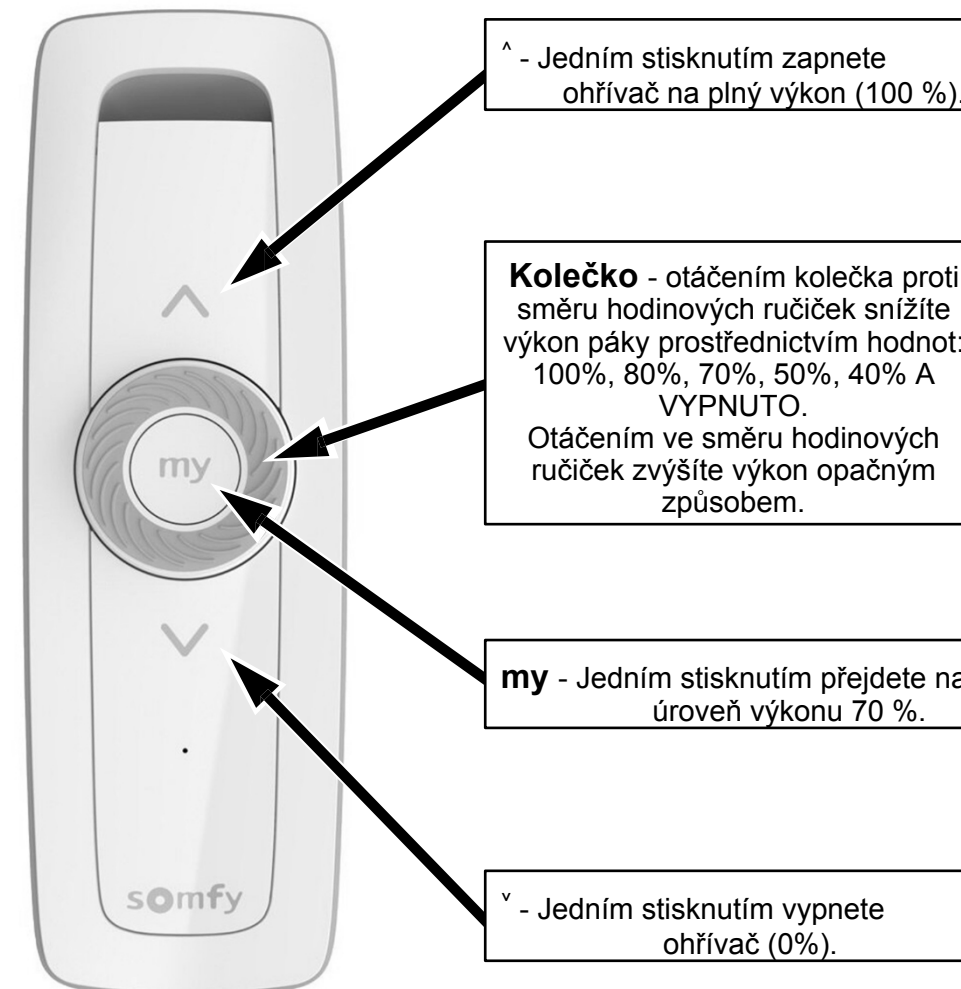 ^ - Jedním stisknutím zapnete
ohřívač na plný výkon (100 %).
Kolečko - otáčením kolečka proti
směru hodinových ručiček snížíte
výkon páky prostřednictvím hodnot:
100%, 80%, 70%, 50%, 40% A
VYPNUTO.
Otáčením ve směru hodinových
ručiček zvýšíte výkon opačným
způsobem.
my
my - Jedním stisknutím přejdete na
úroveň výkonu 70 %.
v - Jedním stisknutím vypnete
ohřívač (0%).
somfy